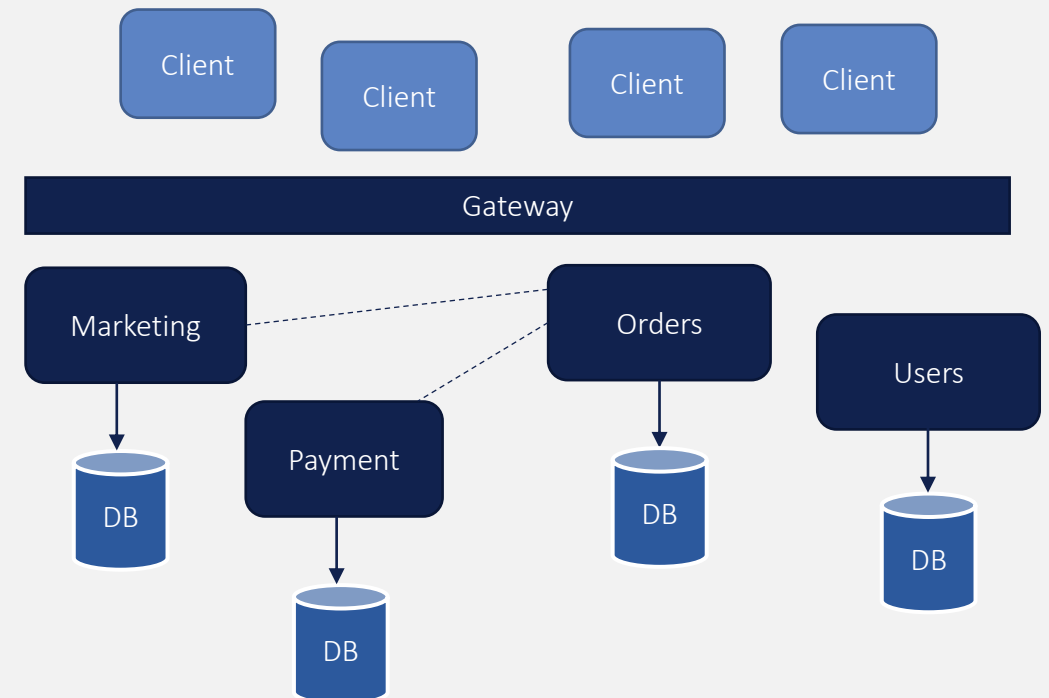 Client
Client
Client
Client
Gateway
Marketing
Orders
Users
Payment
DB
DB
DB
DB